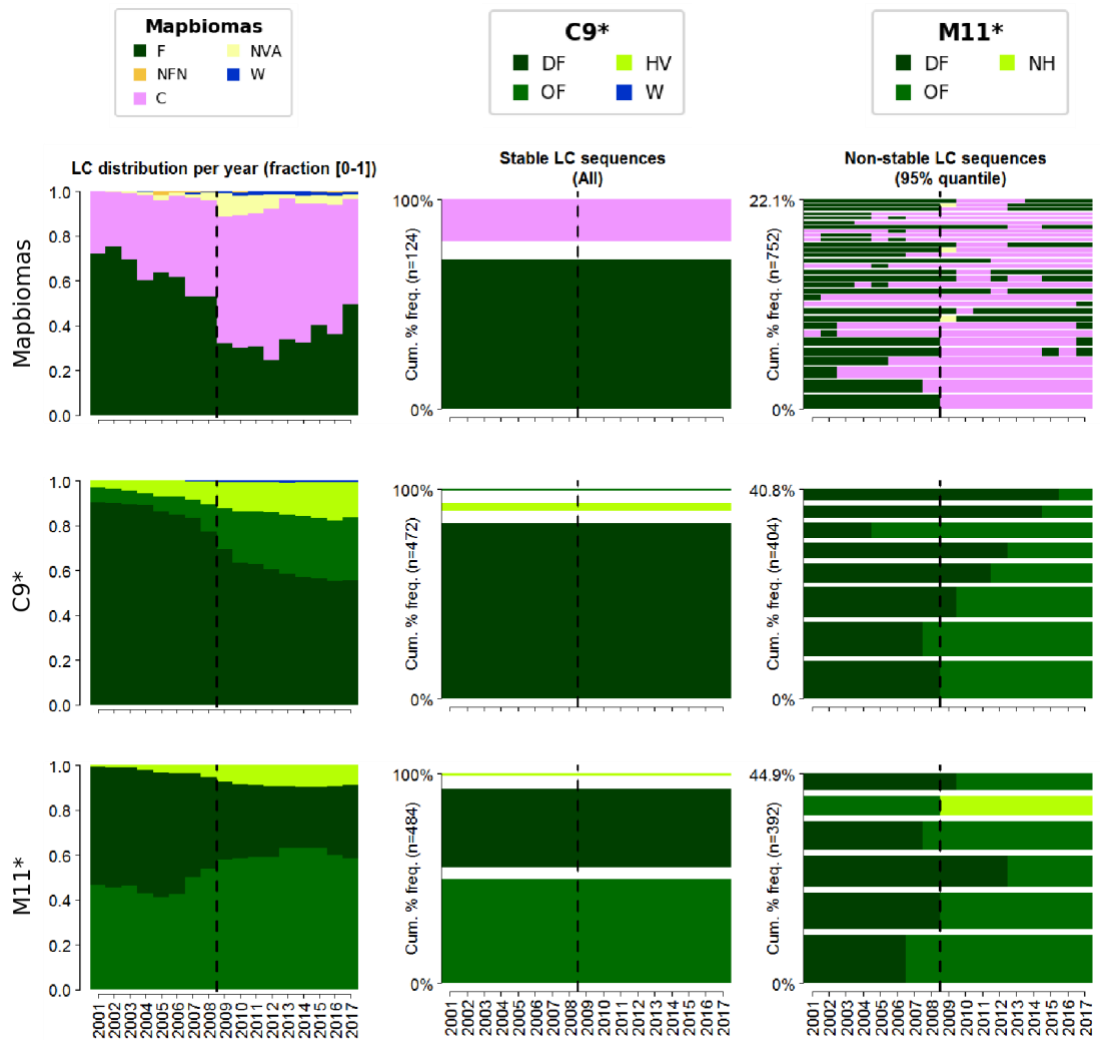 Mapbiomas
F
NVA
NFN
W
C
C9*
DF
HV
OF
W
M11*
DF
NH
OF
LC distribution per year (fraction [0-1])
Stable LC sequences
(All)
Non-stable LC sequences
(95% quantile)
Mapbiomas
1.0
0.8
0.6
0.4
0.2
0.0
100%
Cum. % freq. (n=124)
0%
22.1%
Cum. % freq. (n=752)
0%
C9*
1.0
0.8
0.6
0.4
0.2
0.0
100%
Cum. % freq. (n=472)
0%
40.8%
Cum. % freq. (n=404)
0%
M11*
1.0
0.8
0.6
0.4
0.2
0.0
100%
Cum. % freq. (n=484)
0%
44.9%
Cum. % freq. (n=392)
0%
2001 2002 2003 2004 2005 2006 2007 2008 2009 2010 2011 2012 2013 2014 2015 2016 2017
2001 2002 2003 2004 2005 2006 2007 2008 2009 2010 2011 2012 2013 2014 2015 2016 2017
2001 2002 2003 2004 2005 2006 2007 2008 2009 2010 2011 2012 2013 2014 2015 2016 2017